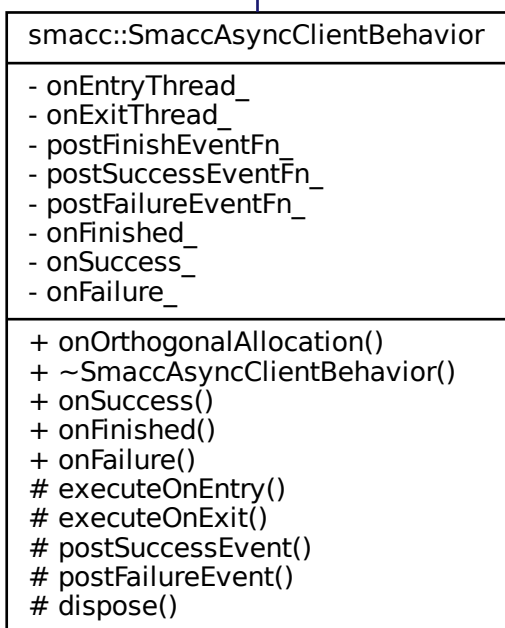 smacc::SmaccAsyncClientBehavior
- onEntryThread_
- onExitThread_
- postFinishEventFn_
- postSuccessEventFn_
- postFailureEventFn_
- onFinished_
- onSuccess_
- onFailure_
+ onOrthogonalAllocation()
+ ~SmaccAsyncClientBehavior()
+ onSuccess()
+ onFinished()
+ onFailure()
# executeOnEntry()
# executeOnExit()
# postSuccessEvent()
# postFailureEvent()
# dispose()